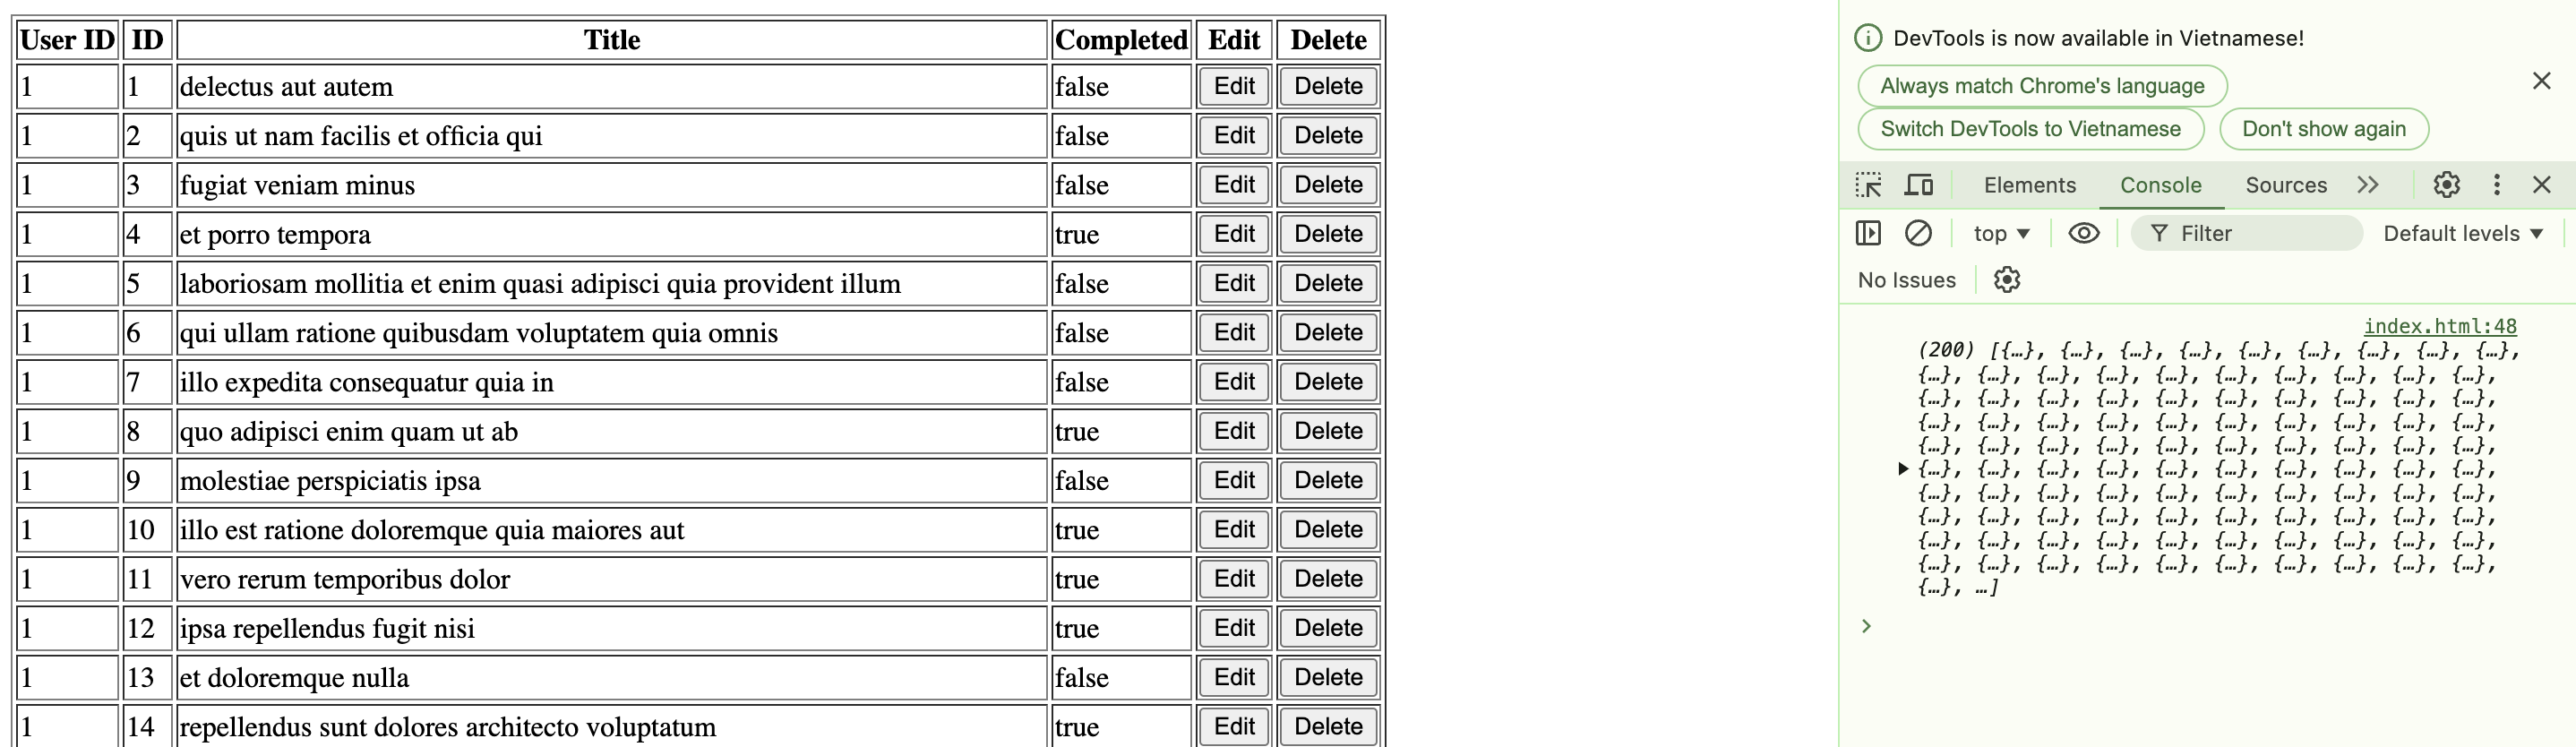 User ID ID Title Completed Edit Delete
1 1 delectus aut autem false Edit Delete
1 2 quis ut nam facilis et officia qui false Edit Delete
1 3 fugiat veniam minus false Edit Delete
1 4 et porro tempora true Edit Delete
1 5 laboriosam mollitia et enim quasi adipisci quia provident illum false Edit Delete
1 6 qui ullam ratione quibusdam voluptatem quia omnis false Edit Delete
1 7 illo expedita consequatur quia in false Edit Delete
1 8 quo adipisci enim quam ut ab true Edit Delete
1 9 molestiae perspiciatis ipsa false Edit Delete
1 10 illo est ratione doloremque quia maiores aut true Edit Delete
1 11 vero rerum temporibus dolor true Edit Delete
1 12 ipsa repellendus fugit nisi true Edit Delete
1 13 et doloremque nulla false Edit Delete
1 14 repellendus sunt dolores architecto voluptatum true Edit Delete
DevTools is now available in Vietnamese!
Always match Chrome's language
Switch DevTools to Vietnamese Don't show again
Elements Console Sources
top Filter Default levels
No Issues
index.html:48
(200) [{…}, {…}, {…}, {…}, {…}, {…}, {…}, {…}, {…},
{…}, {…}, {…}, {…}, {…}, {…}, {…}, {…}, {…}, {…},
{…}, {…}, {…}, {…}, {…}, {…}, {…}, {…}, {…}, {…},
{…}, {…}, {…}, {…}, {…}, {…}, {…}, {…}, {…}, {…},
{…}, {…}, {…}, {…}, {…}, {…}, {…}, {…}, {…}, {…},
{…}, {…}, {…}, {…}, {…}, {…}, {…}, {…}, {…}, {…},
{…}, {…}, {…}, {…}, {…}, {…}, {…}, {…}, {…}, {…},
{…}, {…}, {…}, {…}, {…}, {…}, {…}, {…}, {…}, {…},
{…}, {…}, {…}, {…}, {…}, {…}, {…}, {…}, {…}, {…},
{…}, {…}, {…}, {…}, {…}, {…}, {…}, {…}, {…}, {…},
{…}, …]